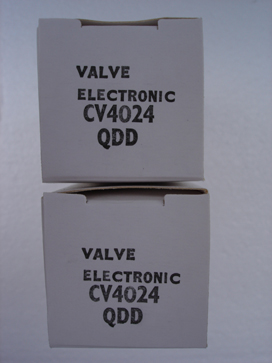 VALVE
ELECTRONIC
CV4024
QDD
VALVE
ELECTRONIC
CV4024
QDD